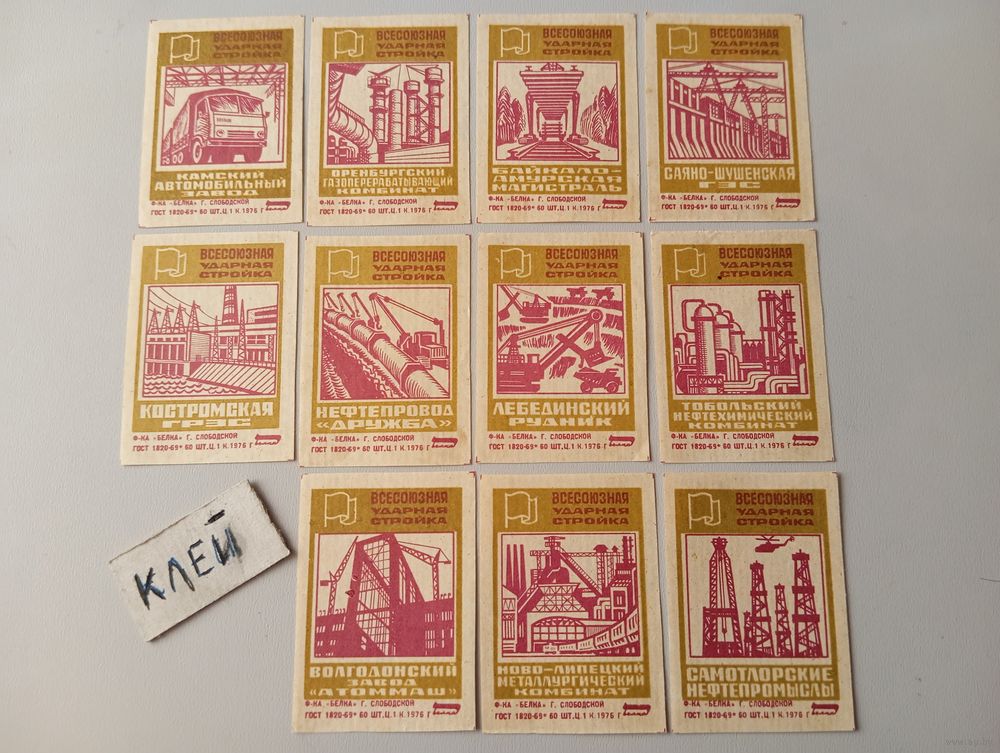 ВСЕСОЮЗНАЯ
УДАРНАЯ
СТРОЙКА
КАМСКИЙ
АВТОМОБИЛЬНЫЙ
ЗАВОД
Ф-КА «БЕЛКА» Г. СЛОБОДСКОЙ
ГОСТ 1820-69* 60 ШТ. Ц. 1 К. 1976 Г
ВСЕСОЮЗНАЯ
УДАРНАЯ
СТРОЙКА
ОРЕНБУРГСКИЙ
ГАЗОПЕРЕРАБАТЫВАЮЩИЙ
КОМБИНАТ
Ф-КА «БЕЛКА» Г. СЛОБОДСКОЙ
ГОСТ 1820-69* 60 ШТ. Ц. 1 К. 1976 Г
ВСЕСОЮЗНАЯ
УДАРНАЯ
СТРОЙКА
БАЙКАЛО-
АМУРСКАЯ
МАГИСТРАЛЬ
Ф-КА «БЕЛКА» Г. СЛОБОДСКОЙ
ГОСТ 1820-69* 60 ШТ. Ц. 1 К. 1976 Г
ВСЕСОЮЗНАЯ
УДАРНАЯ
СТРОЙКА
САЯНО-ШУШЕНСКАЯ
ГЭС
Ф-КА «БЕЛКА» Г. СЛОБОДСКОЙ
ГОСТ 1820-69* 60 ШТ. Ц. 1 К. 1976 Г
ВСЕСОЮЗНАЯ
УДАРНАЯ
СТРОЙКА
КОСТРОМСКАЯ
ГРЭС
Ф-КА «БЕЛКА» Г. СЛОБОДСКОЙ
ГОСТ 1820-69* 60 ШТ. Ц. 1 К. 1976 Г
ВСЕСОЮЗНАЯ
УДАРНАЯ
СТРОЙКА
НЕФТЕПРОВОД
«ДРУЖБА»
Ф-КА «БЕЛКА» Г. СЛОБОДСКОЙ
ГОСТ 1820-69* 60 ШТ. Ц. 1 К. 1976 Г
ВСЕСОЮЗНАЯ
УДАРНАЯ
СТРОЙКА
ЛЕБЕДИНСКИЙ
РУДНИК
Ф-КА «БЕЛКА» Г. СЛОБОДСКОЙ
ГОСТ 1820-69* 60 ШТ. Ц. 1 К. 1976 Г
ВСЕСОЮЗНАЯ
УДАРНАЯ
СТРОЙКА
ТОБОЛЬСКИЙ
НЕФТЕХИМИЧЕСКИЙ
КОМБИНАТ
Ф-КА «БЕЛКА» Г. СЛОБОДСКОЙ
ГОСТ 1820-69* 60 ШТ. Ц. 1 К. 1976 Г
КЛЕЙ
ВСЕСОЮЗНАЯ
УДАРНАЯ
СТРОЙКА
ВОЛГОДОНСКИЙ
ЗАВОД
«АТОММАШ»
Ф-КА «БЕЛКА» Г. СЛОБОДСКОЙ
ГОСТ 1820-69* 60 ШТ. Ц. 1 К. 1976 Г
ВСЕСОЮЗНАЯ
УДАРНАЯ
СТРОЙКА
НОВО-ЛИПЕЦКИЙ
МЕТАЛЛУРГИЧЕСКИЙ
КОМБИНАТ
Ф-КА «БЕЛКА» Г. СЛОБОДСКОЙ
ГОСТ 1820-69* 60 ШТ. Ц. 1 К. 1976 Г
ВСЕСОЮЗНАЯ
УДАРНАЯ
СТРОЙКА
САМОТЛОРСКИЕ
НЕФТЕПРОМЫСЛЫ
Ф-КА «БЕЛКА» Г. СЛОБОДСКОЙ
ГОСТ 1820-69* 60 ШТ. Ц. 1 К. 1976 Г